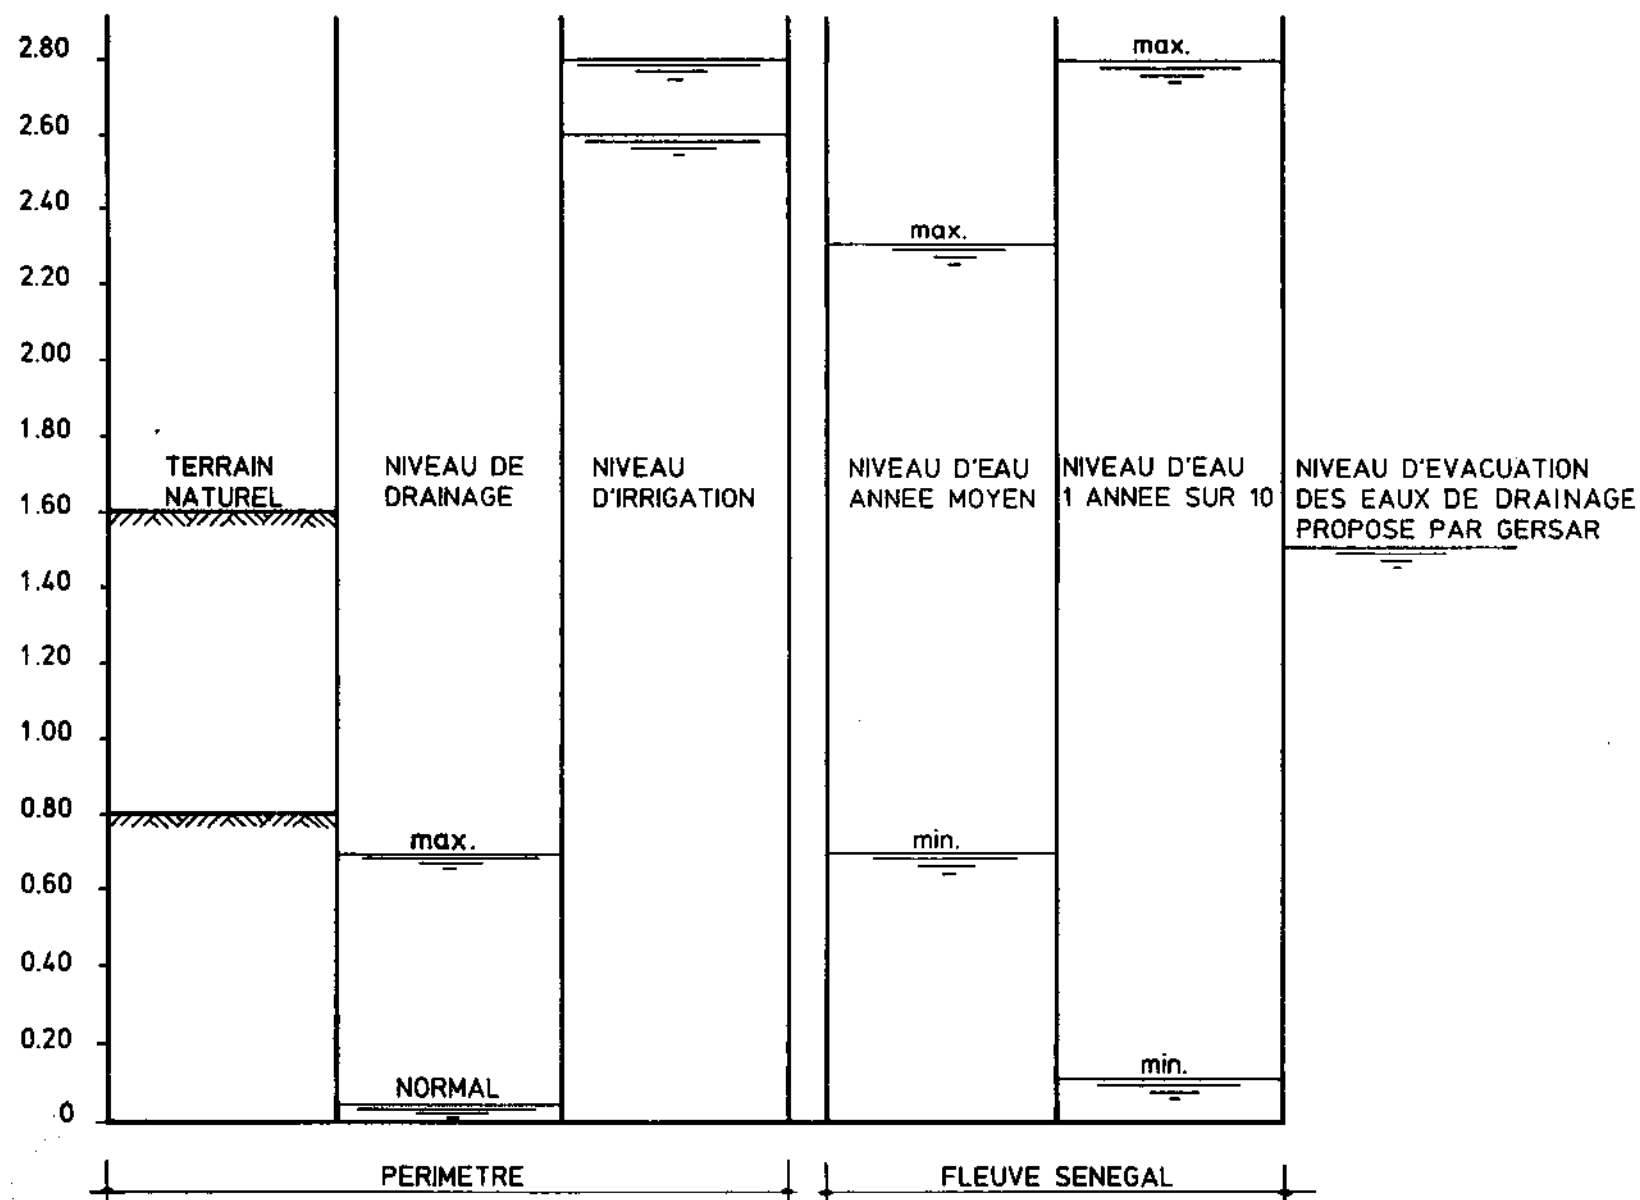 2.80
2.60
2.40
2.20
2.00
1.80
1.60
1.40
1.20
1.00
0.80
0.60
0.40
0.20
0
TERRAIN
NATUREL
NIVEAU DE
DRAINAGE
max.
NORMAL
NIVEAU
D'IRRIGATION
max.
NIVEAU D'EAU
ANNEE MOYEN
min.
max.
NIVEAU D'EAU
1 ANNEE SUR 10
min.
NIVEAU D'EVACUATION
DES EAUX DE DRAINAGE
PROPOSE PAR GERSAR
PERIMETRE
FLEUVE SENEGAL